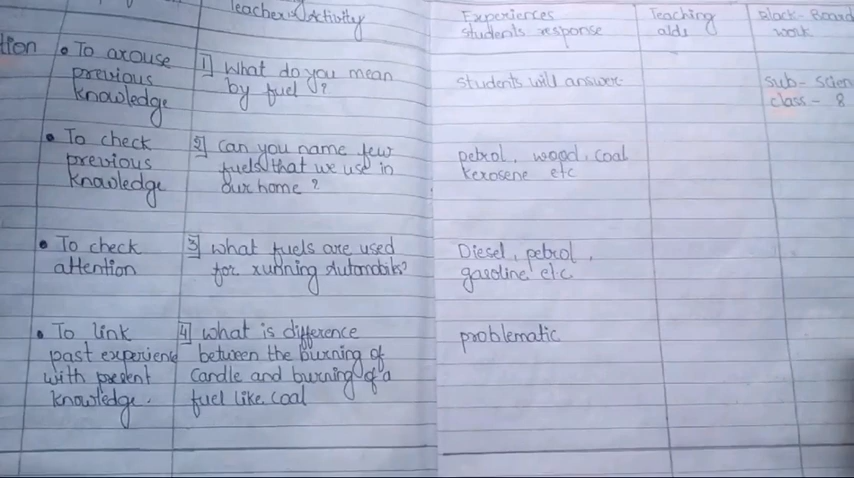 Teacher's Activity
Experiences
students response
Teaching
aids
Black-Board
work
tion
• To arouse
previous
knowledge
1] What do you mean
by fuel?
students will answer
sub- scien
class- 8
• To check
previous
knowledge
2] can you name few
fuels that we use in
our home?
petrol, wood, coal
kerosene etc
• To check
attention
3] what fuels are used
for running Automobiles?
Diesel, petrol,
gasoline etc
• To link
past experience
with present
knowledge.
4] what is difference
between the burning of
candle and burning of a
fuel like coal
problematic